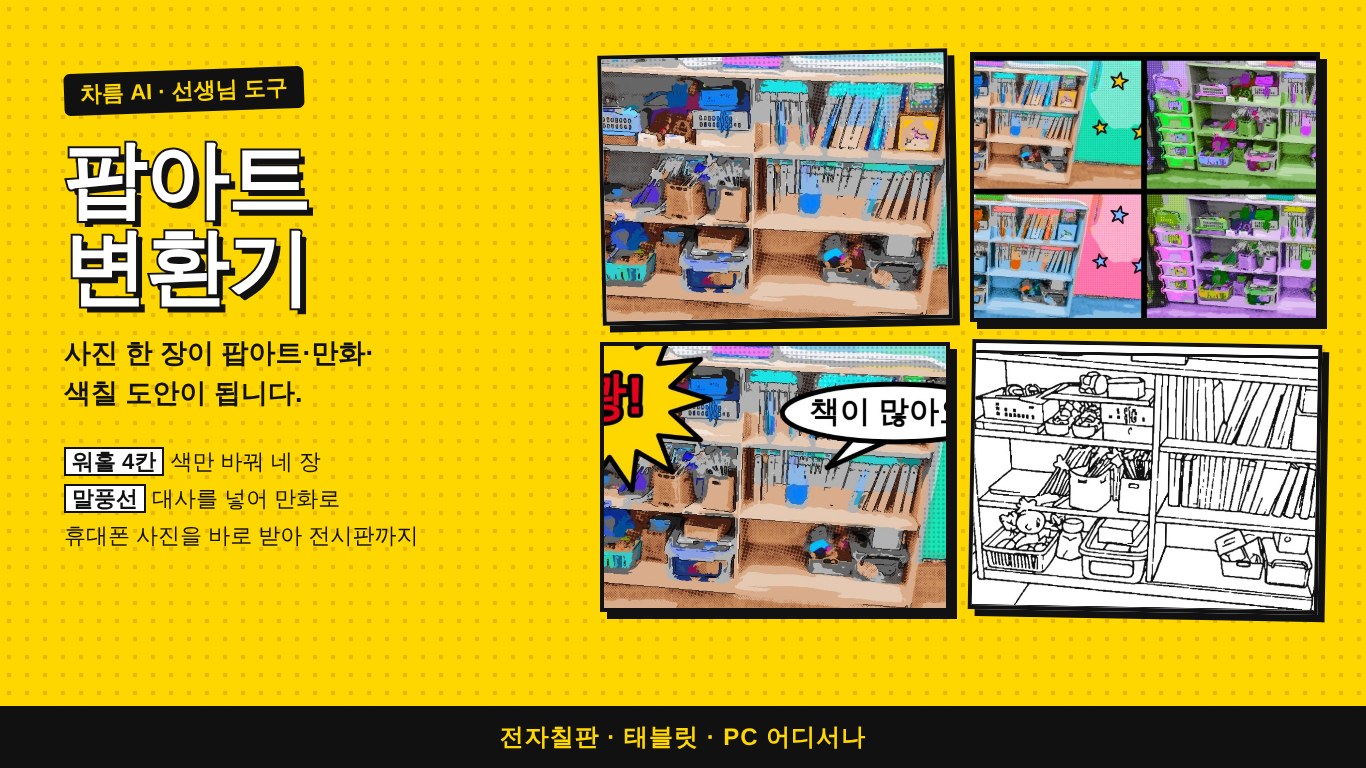 차름 AI · 선생님 도구
팝아트
변환기
사진 한 장이 팝아트·만화·
색칠 도안이 됩니다.
워홀 4칸 색만 바꿔 네 장
말풍선 대사를 넣어 만화로
휴대폰 사진을 바로 받아 전시판까지
책이 많아
전자칠판 · 태블릿 · PC 어디서나